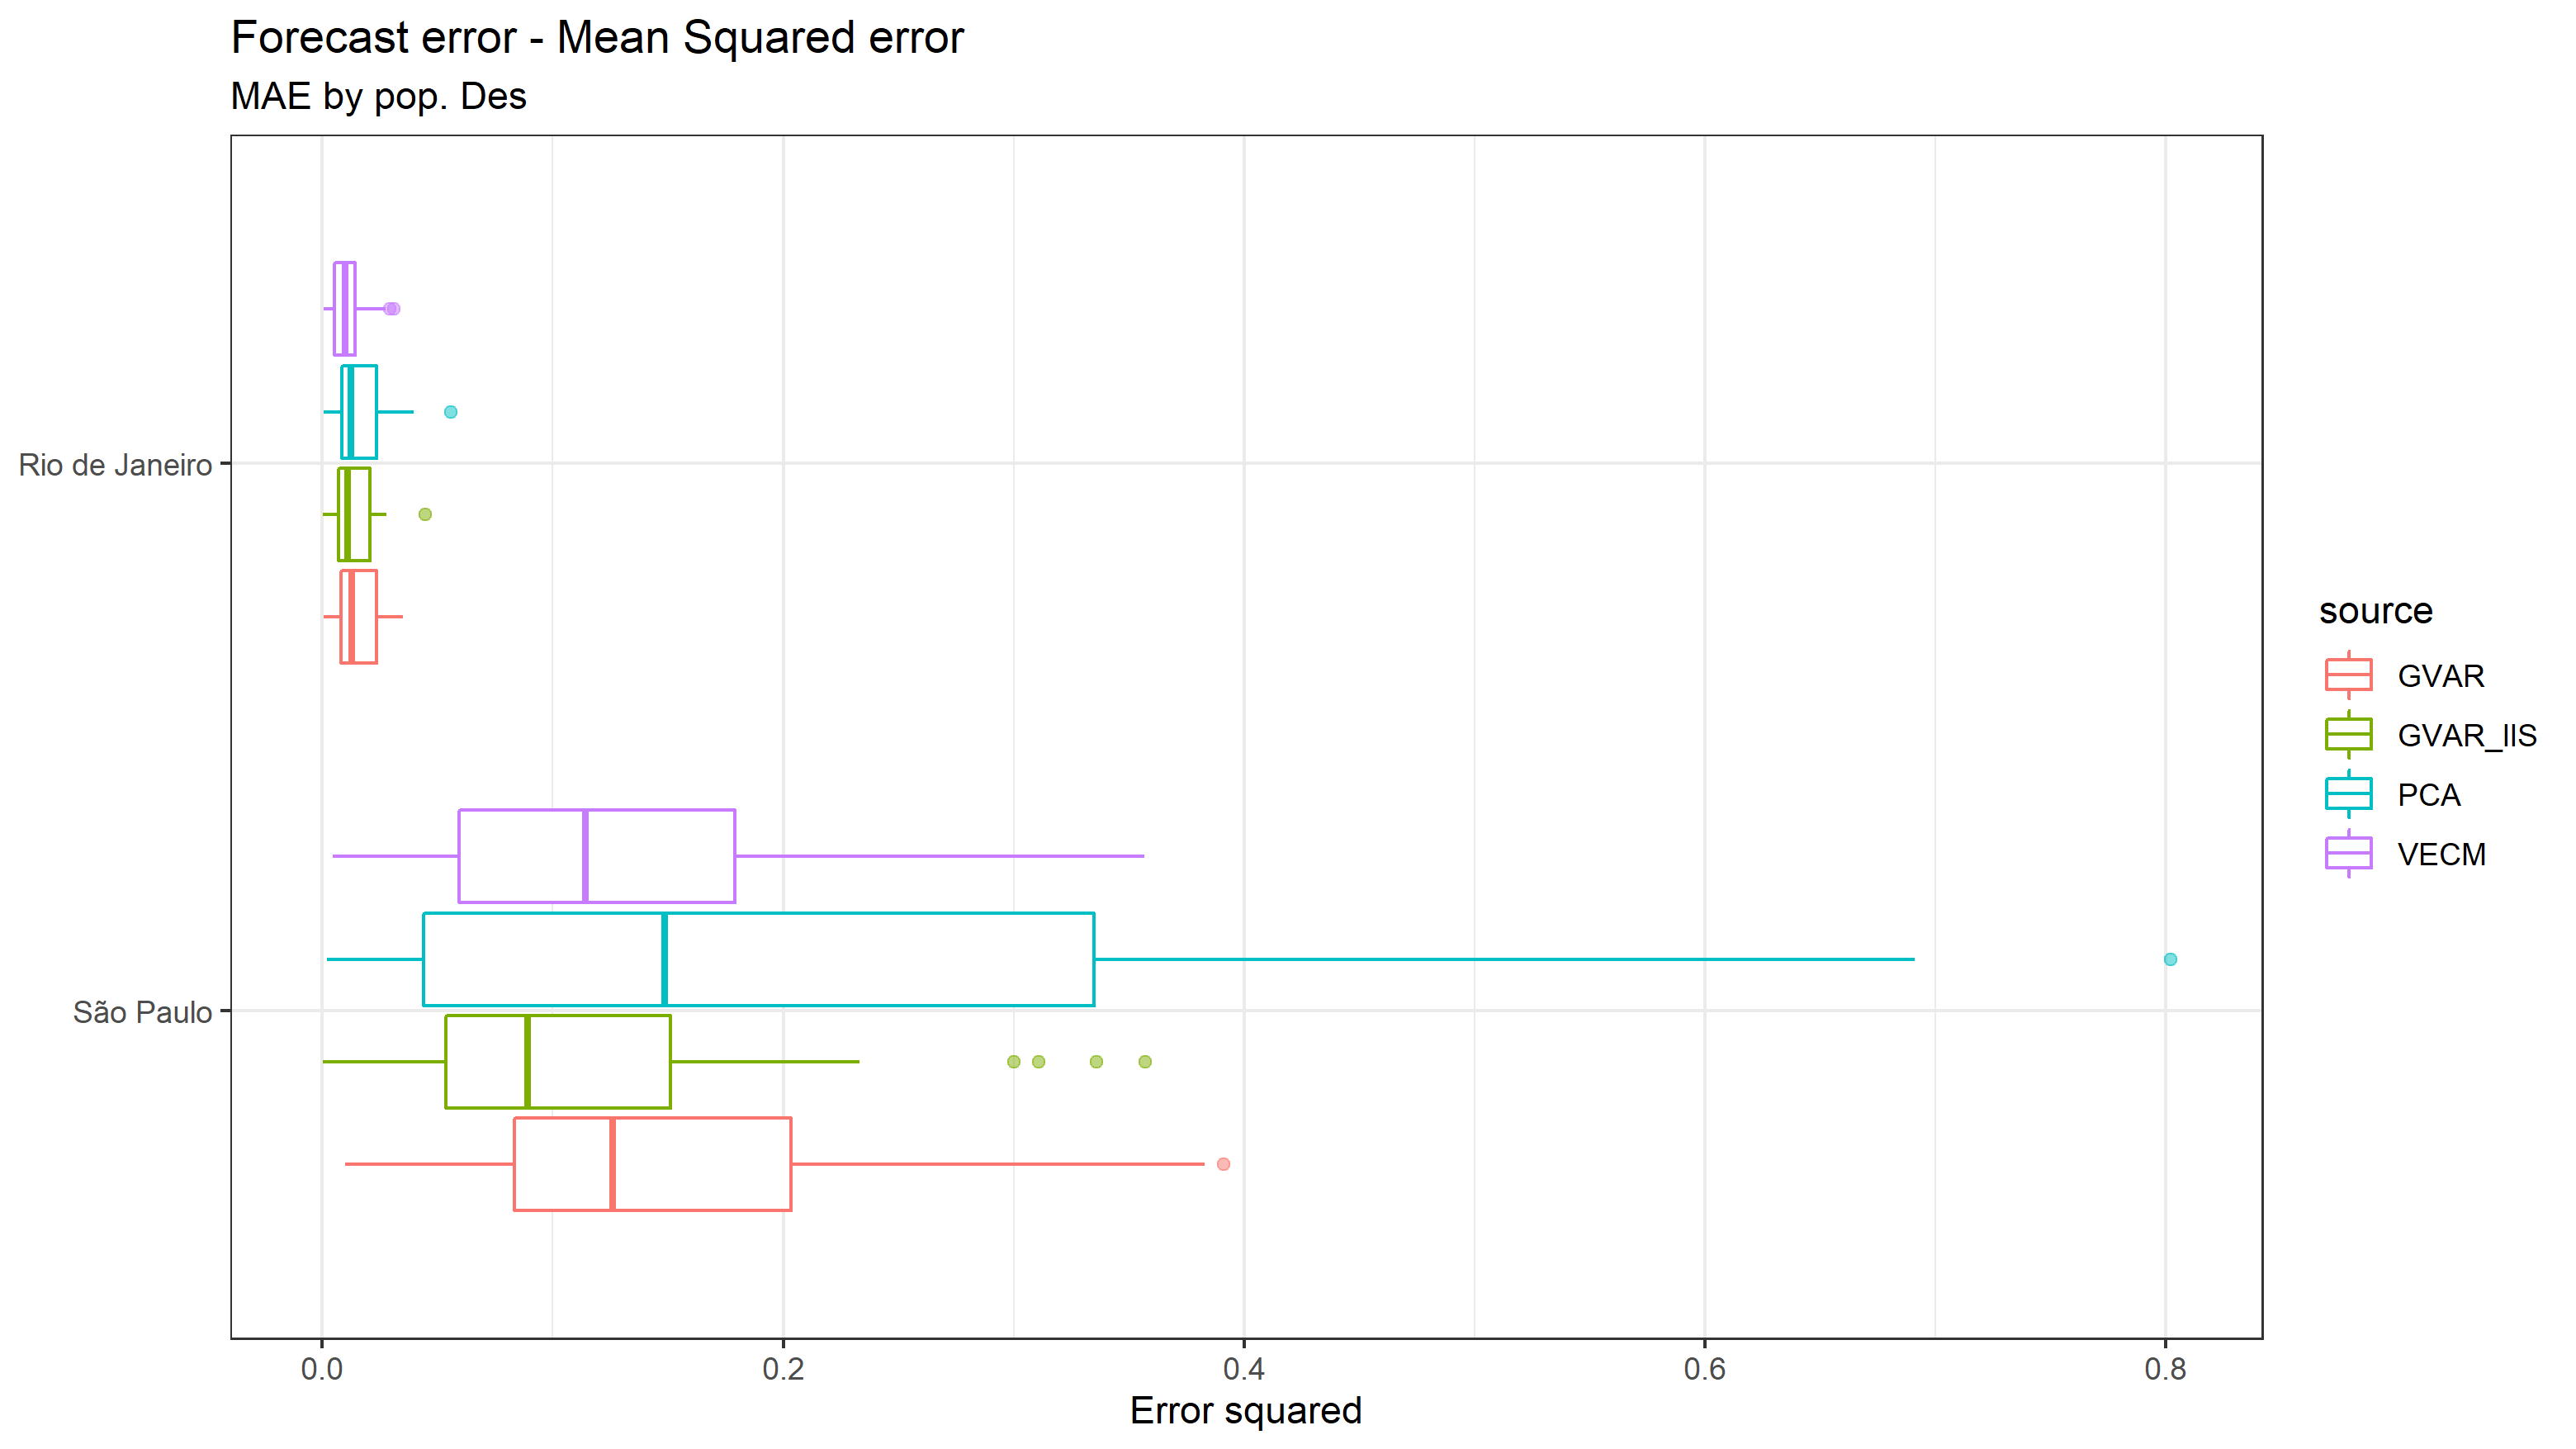 Forecast error - Mean Squared error
MAE by pop. Des
Rio de Janeiro
São Paulo
0.0 0.2 0.4 0.6 0.8
Error squared
source
GVAR
GVAR_IIS
PCA
VECM